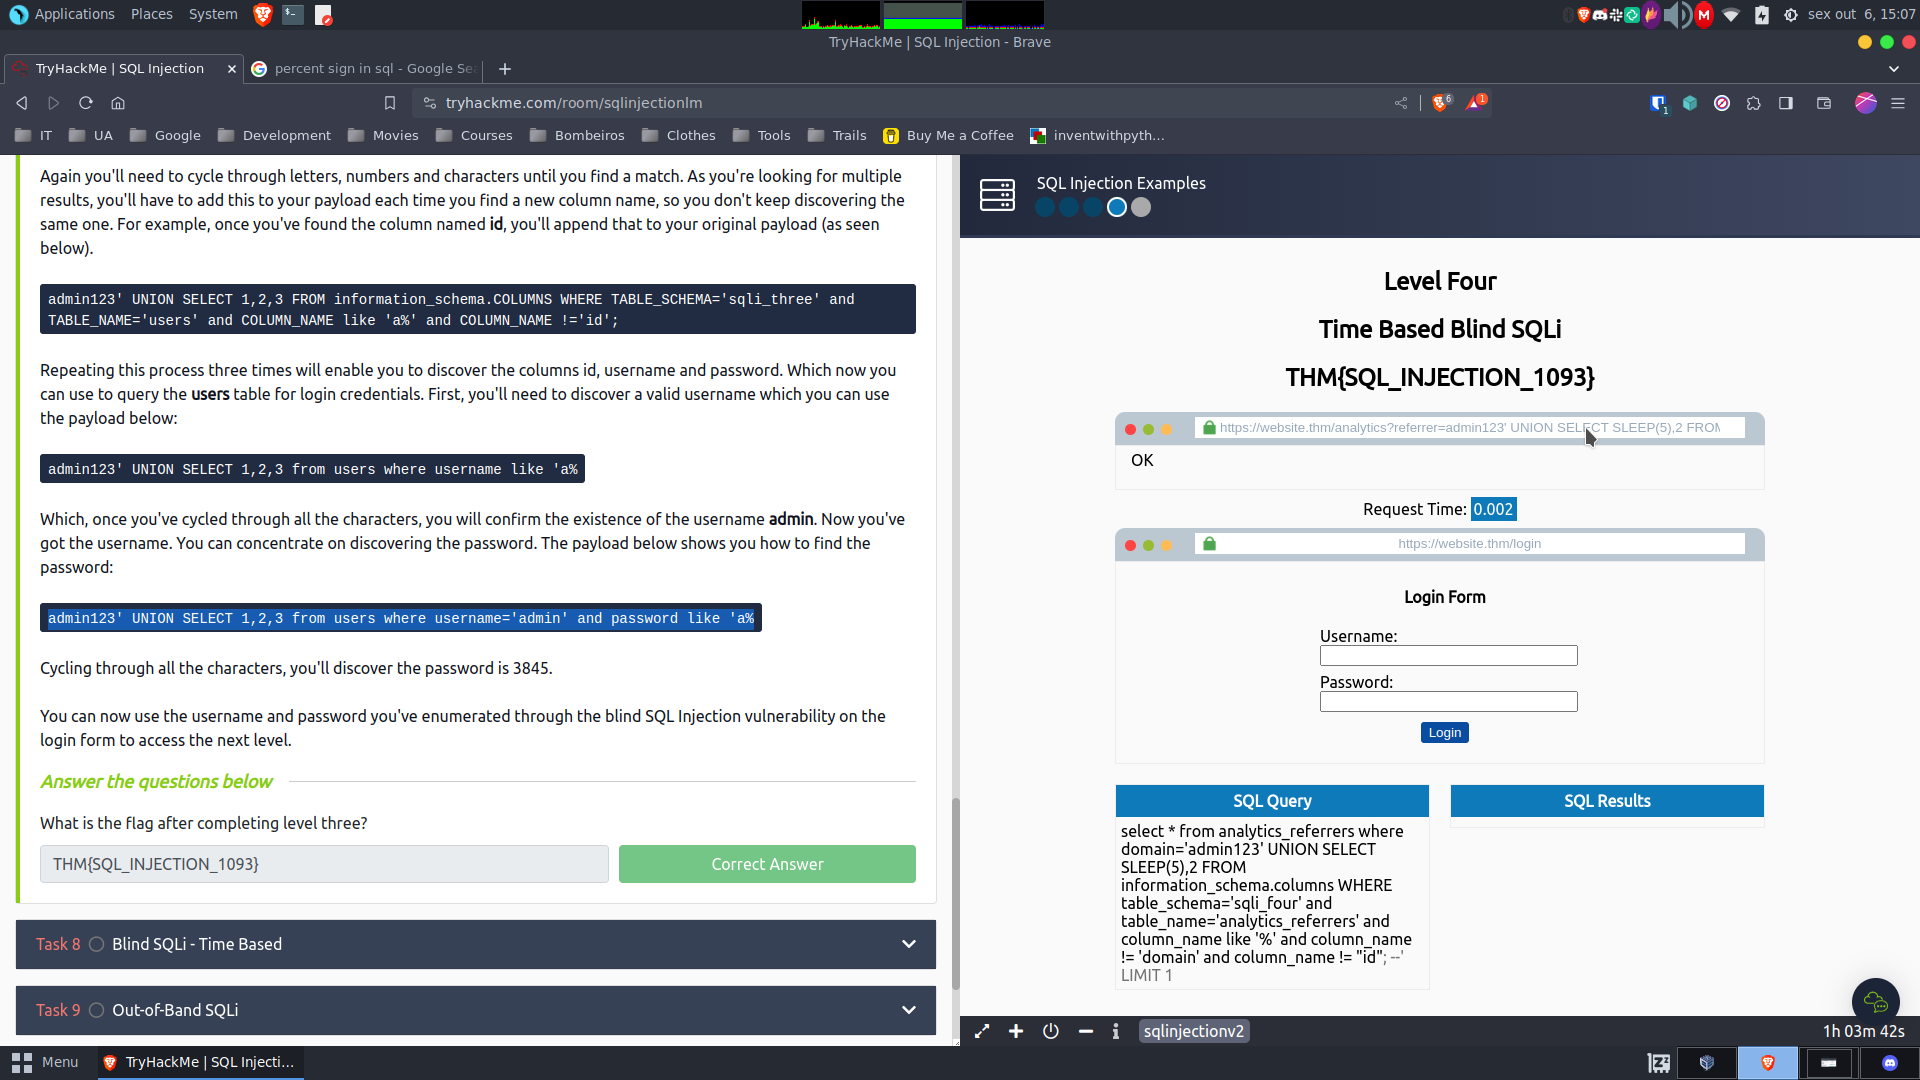 Applications Places System
sex out 6, 15:07
TryHackMe | SQL Injection - Brave
TryHackMe | SQL Injection
percent sign in sql - Google Se
tryhackme.com/room/sqlinjectionlm
6
1
1
IT UA Google Development Movies Courses Bombeiros Clothes Tools Trails Buy Me a Coffee inventwithpyth...
Again you'll need to cycle through letters, numbers and characters until you find a match. As you're looking for multiple
results, you'll have to add this to your payload each time you find a new column name, so you don't keep discovering the
same one. For example, once you've found the column named id, you'll append that to your original payload (as seen
below).
admin123' UNION SELECT 1,2,3 FROM information_schema.COLUMNS WHERE TABLE_SCHEMA='sqli_three' and
TABLE_NAME='users' and COLUMN_NAME like 'a%' and COLUMN_NAME !='id';
Repeating this process three times will enable you to discover the columns id, username and password. Which now you
can use to query the users table for login credentials. First, you'll need to discover a valid username which you can use
the payload below:
admin123' UNION SELECT 1,2,3 from users where username like 'a%
Which, once you've cycled through all the characters, you will confirm the existence of the username admin. Now you've
got the username. You can concentrate on discovering the password. The payload below shows you how to find the
password:
admin123' UNION SELECT 1,2,3 from users where username='admin' and password like 'a%
Cycling through all the characters, you'll discover the password is 3845.
You can now use the username and password you've enumerated through the blind SQL Injection vulnerability on the
login form to access the next level.
Answer the questions below
What is the flag after completing level three?
THM{SQL_INJECTION_1093}
Correct Answer
Task 8 Blind SQLi - Time Based
Task 9 Out-of-Band SQLi
SQL Injection Examples
Level Four
Time Based Blind SQLi
THM{SQL_INJECTION_1093}
https://website.thm/analytics?referrer=admin123' UNION SELECT SLEEP(5),2 FROM
OK
Request Time: 0.002
https://website.thm/login
Login Form
Username:
Password:
Login
SQL Query
select * from analytics_referrers where
domain='admin123' UNION SELECT
SLEEP(5),2 FROM
information_schema.columns WHERE
table_schema='sqli_four' and
table_name='analytics_referrers' and
column_name like '%' and column_name
!= 'domain' and column_name != "id"; --'
LIMIT 1
SQL Results
sqlinjectionv2
1h 03m 42s
Menu
TryHackMe | SQL Injecti...